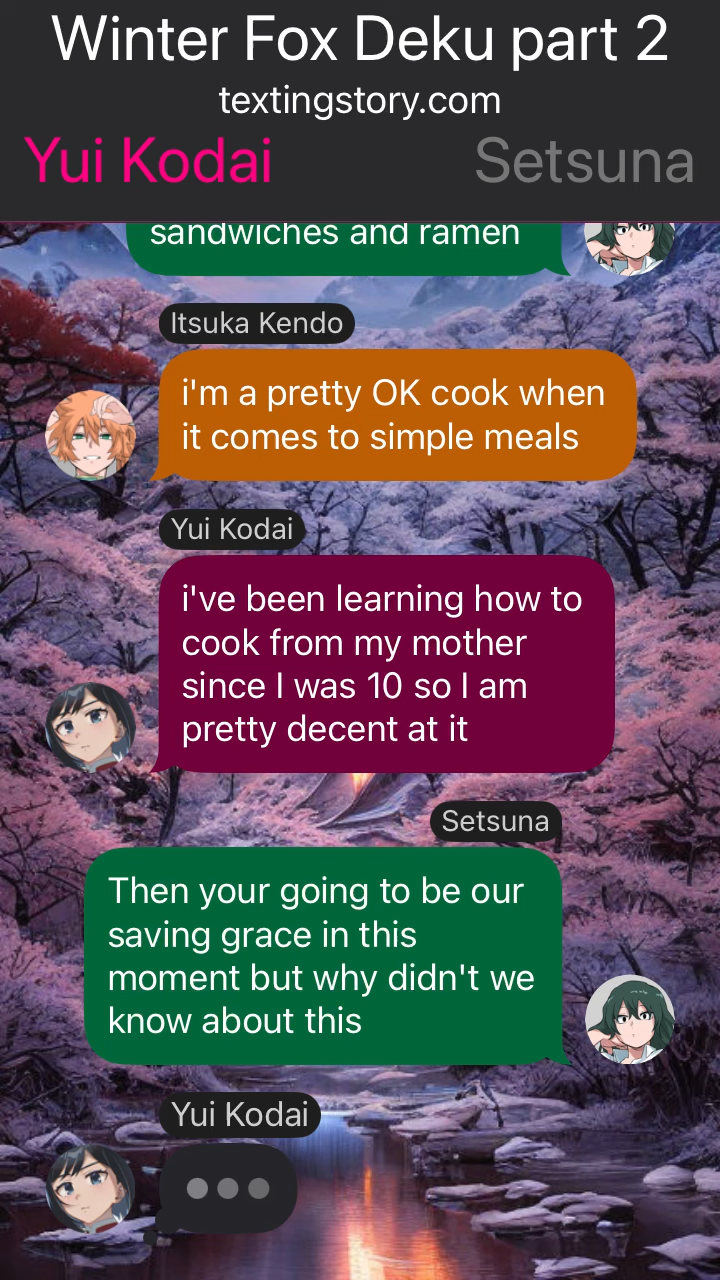 Winter Fox Deku part 2
textingstory.com
Yui Kodai
Setsuna
sandwiches and ramen
Itsuka Kendo
i'm a pretty OK cook when
it comes to simple meals
Yui Kodai
i've been learning how to
cook from my mother
since I was 10 so I am
pretty decent at it
Setsuna
Then your going to be our
saving grace in this
moment but why didn't we
know about this
Yui Kodai